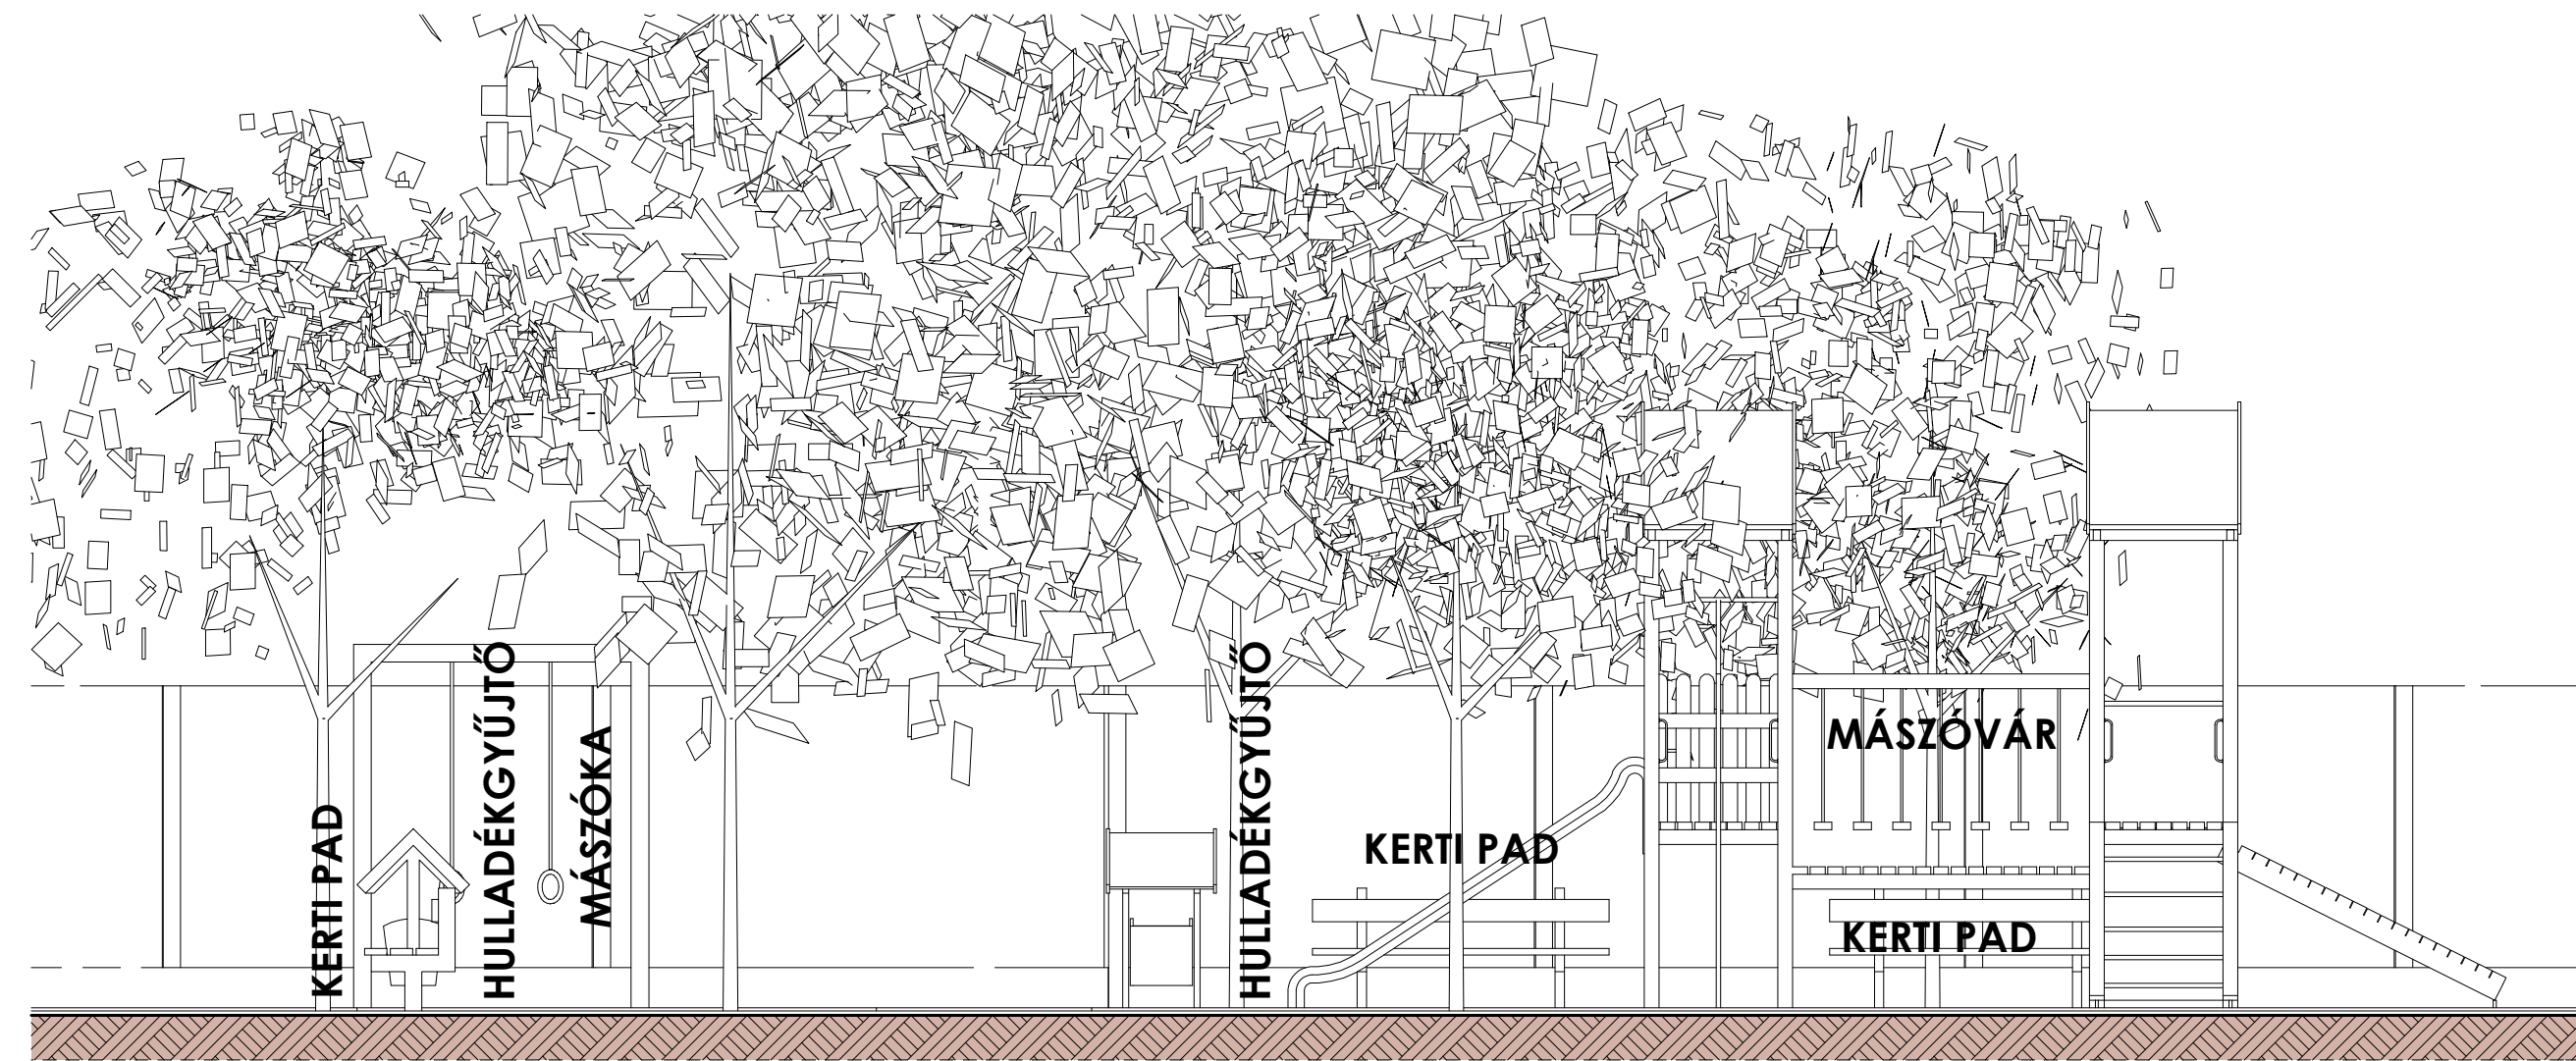 KERTI PAD
HULLADÉKGYŰJTŐ
MÁSZÓKA
HULLADÉKGYŰJTŐ
KERTI PAD
MÁSZÓVÁR
KERTI PAD